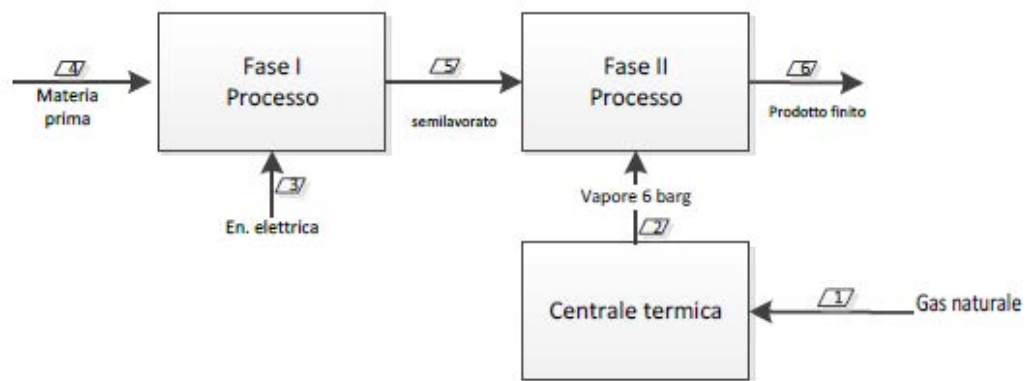 4
Materia
prima
Fase I
Processo
5
semilavorato
Fase II
Processo
6
Prodotto finito
3
En. elettrica
Vapore 6 barg
2
Centrale termica
1
Gas naturale